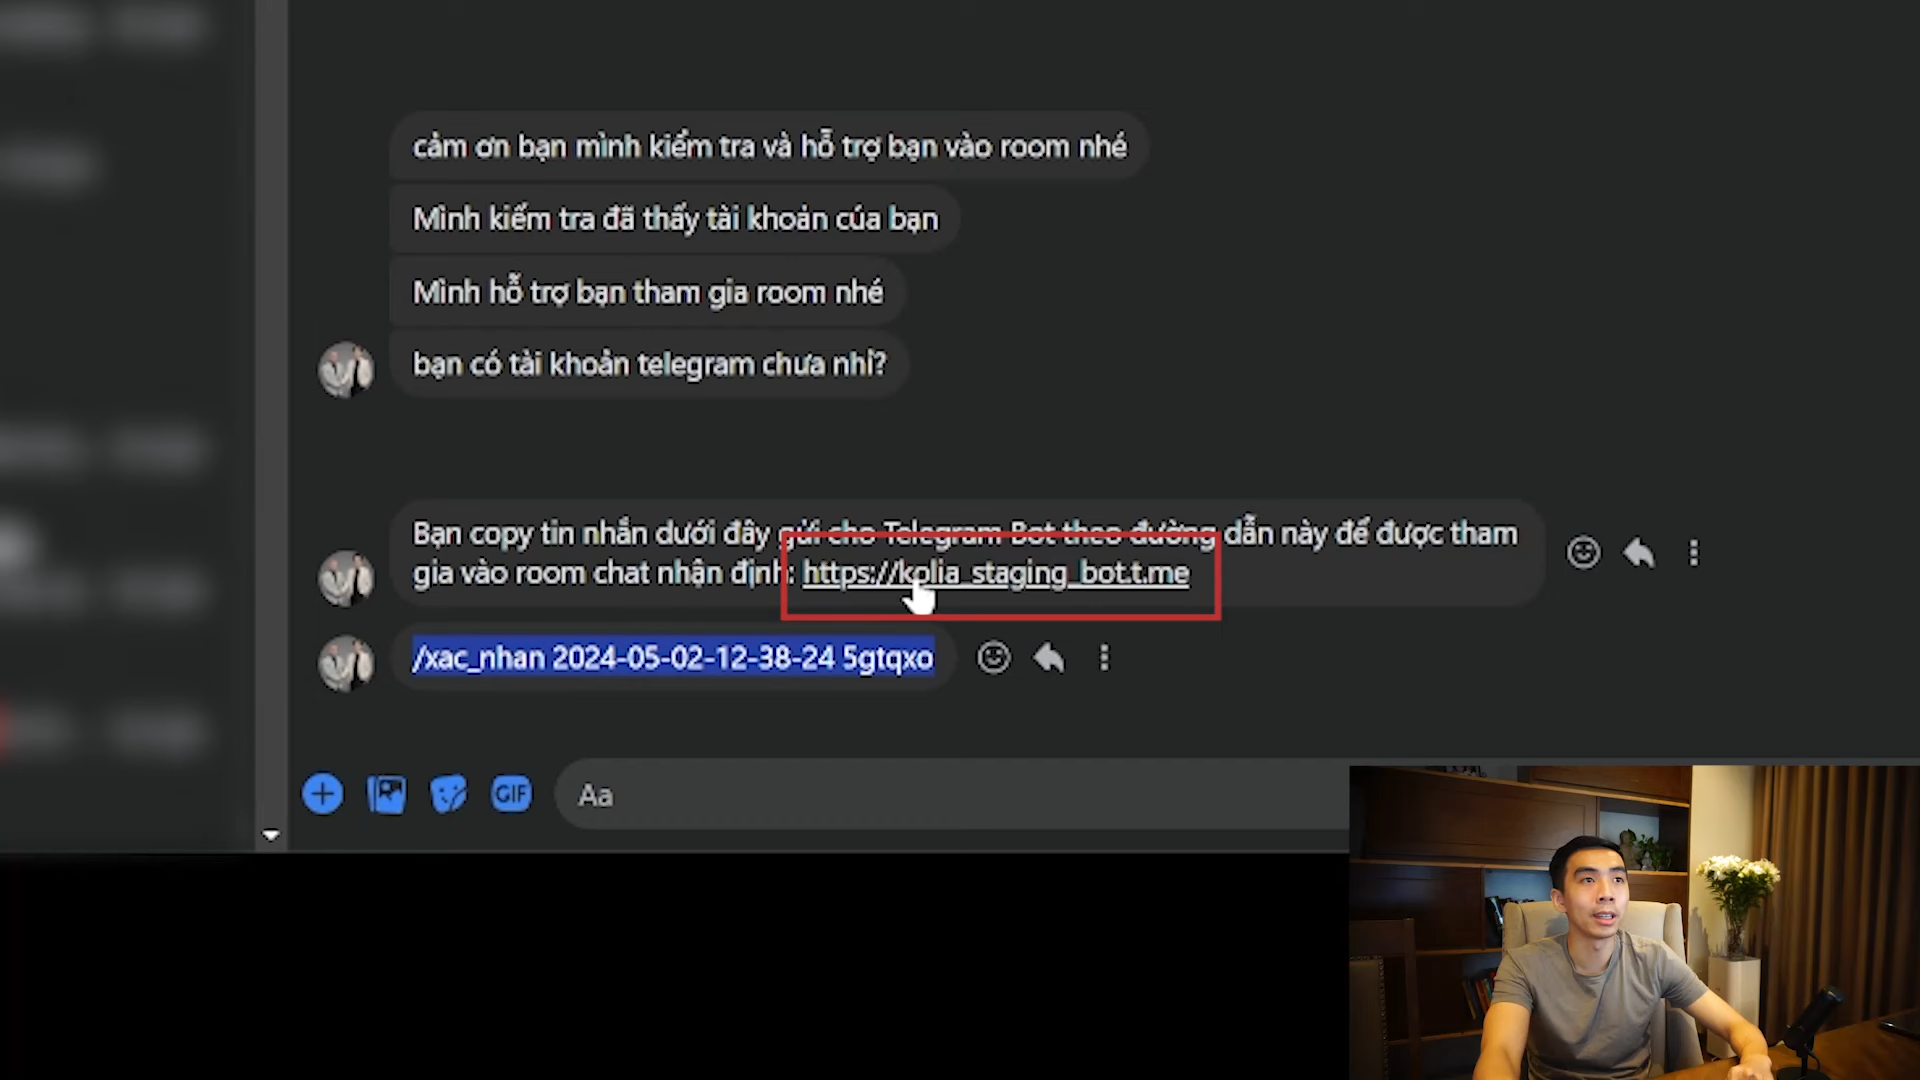 cảm ơn bạn mình kiểm tra và hỗ trợ bạn vào room nhé
Mình kiểm tra đã thấy tài khoản của bạn
Mình hỗ trợ bạn tham gia room nhé
bạn có tài khoản telegram chưa nhỉ?
Bạn copy tin nhắn dưới đây gửi cho Telegram Bot theo đường dẫn này để được tham
gia vào room chat nhận định: https://kolia_staging_bot.t.me
/xac_nhan 2024-05-02-12-38-24 5gtqxo
GIF
Aa